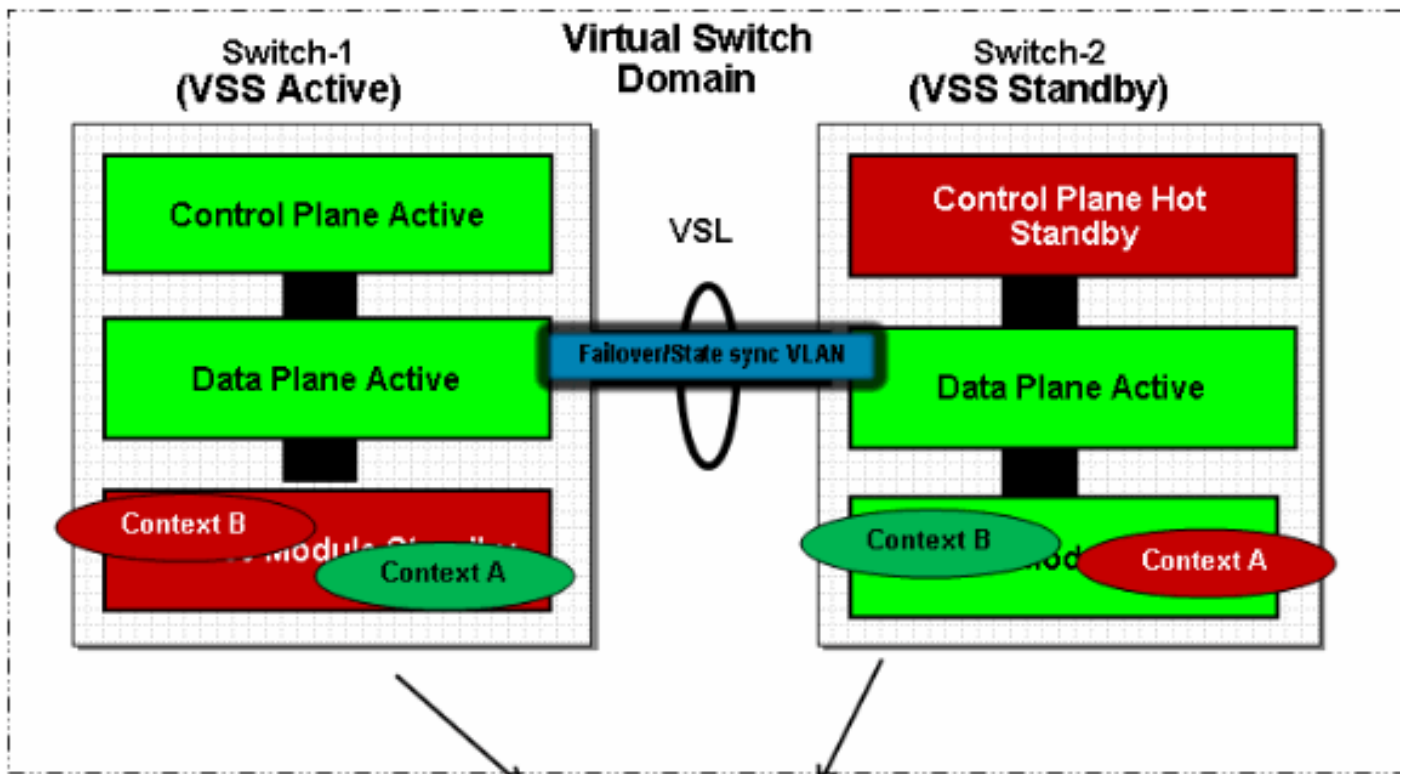 Virtual Switch
Domain
Switch-1
(VSS Active)
Switch-2
(VSS Standby)
Control Plane Active
Control Plane Hot
Standby
VSL
Failover/State sync VLAN
Data Plane Active
Data Plane Active
Context B
Module
Context A
Context B
Context A